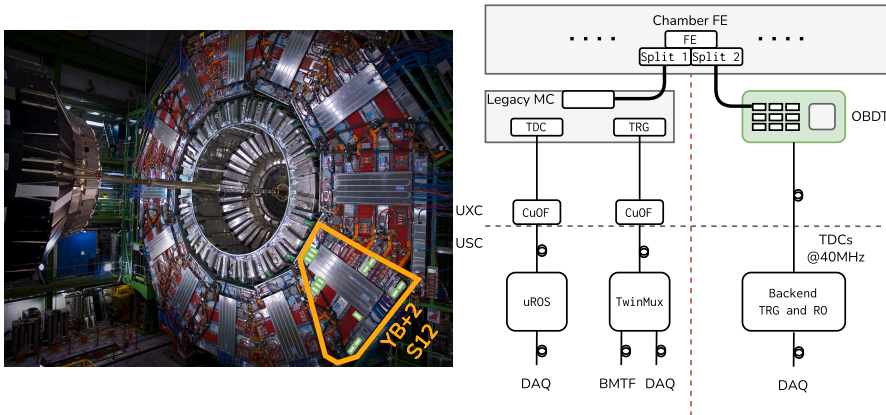 YB+2
S12
Chamber FE
FE
Split 1 Split 2
Legacy MC
OBDT
TDC TRG
UXC CuOF CuOF
USC
TDCs
@40MHz
uROS TwinMux Backend
TRG and RO
DAQ BMTF DAQ DAQ